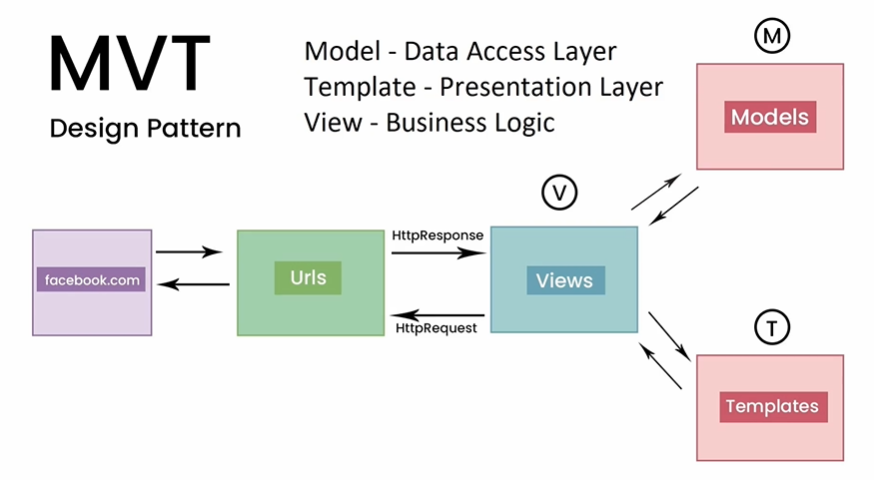 MVT
Design Pattern
Model - Data Access Layer
Template - Presentation Layer
View - Business Logic
M
Models
V
facebook.com
Urls
HttpResponse
HttpRequest
Views
T
Templates